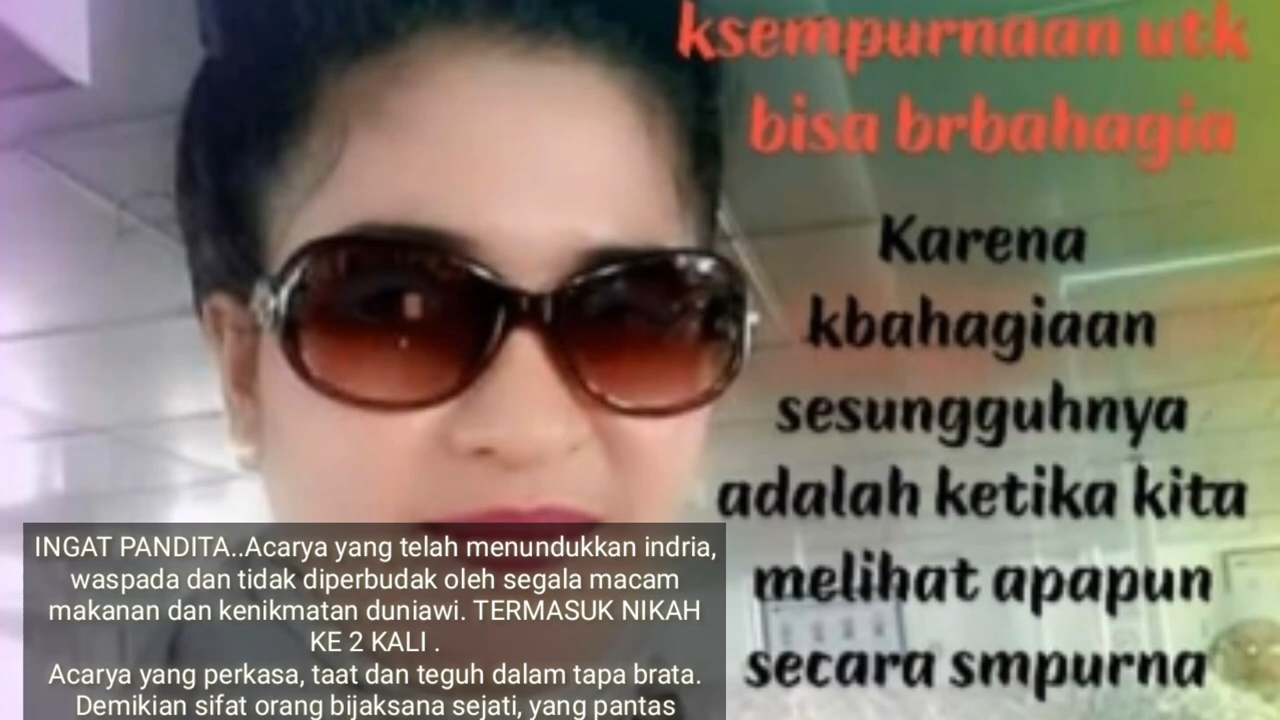 ksempurnaan utk
bisa brbahagia
Karena
kbahagiaan
sesungguhnya
adalah ketika kita
melihat apapun
secara smpurna
INGAT PANDITA..Acarya yang telah menundukkan indria,
waspada dan tidak diperbudak oleh segala macam
makanan dan kenikmatan duniawi. TERMASUK NIKAH
KE 2 KALI .
Acarya yang perkasa, taat dan teguh dalam tapa brata.
Demikian sifat orang bijaksana sejati, yang pantas